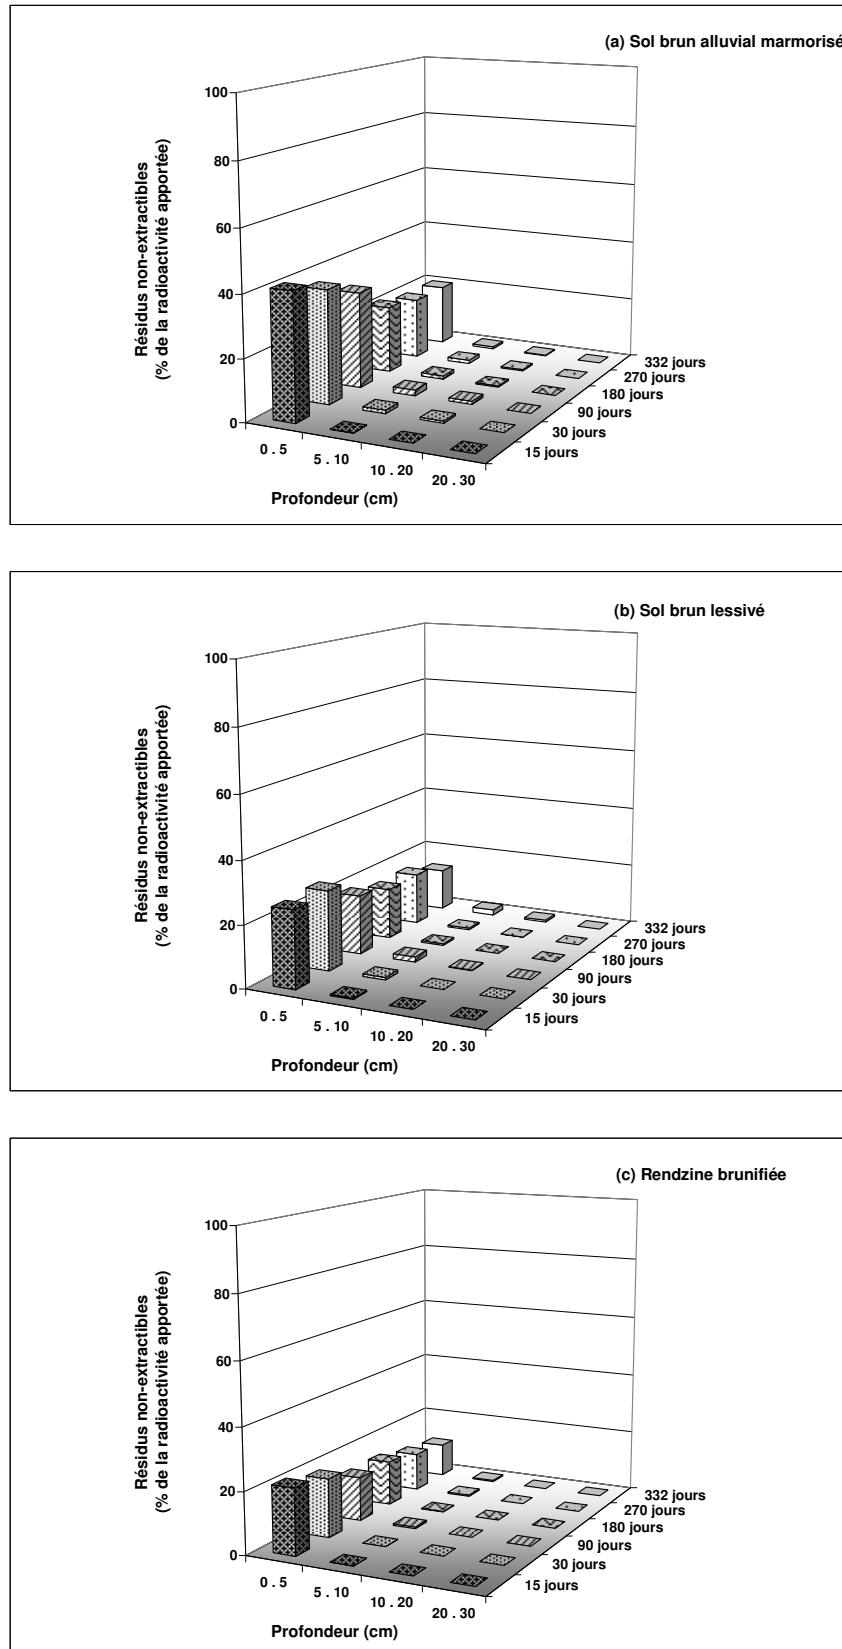 (a) Sol brun alluvial marmorisé
100
80
60
40
20
0
Résidus non-extractibles
(% de la radioactivité apportée)
0 . 5
5 . 10
10 . 20
20 . 30
Profondeur (cm)
332 jours
270 jours
180 jours
90 jours
30 jours
15 jours
(b) Sol brun lessivé
100
80
60
40
20
0
Résidus non-extractibles
(% de la radioactivité apportée)
0 . 5
5 . 10
10 . 20
20 . 30
Profondeur (cm)
332 jours
270 jours
180 jours
90 jours
30 jours
15 jours
(c) Rendzine brunifiée
100
80
60
40
20
0
Résidus non-extractibles
(% de la radioactivité apportée)
0 . 5
5 . 10
10 . 20
20 . 30
Profondeur (cm)
332 jours
270 jours
180 jours
90 jours
30 jours
15 jours